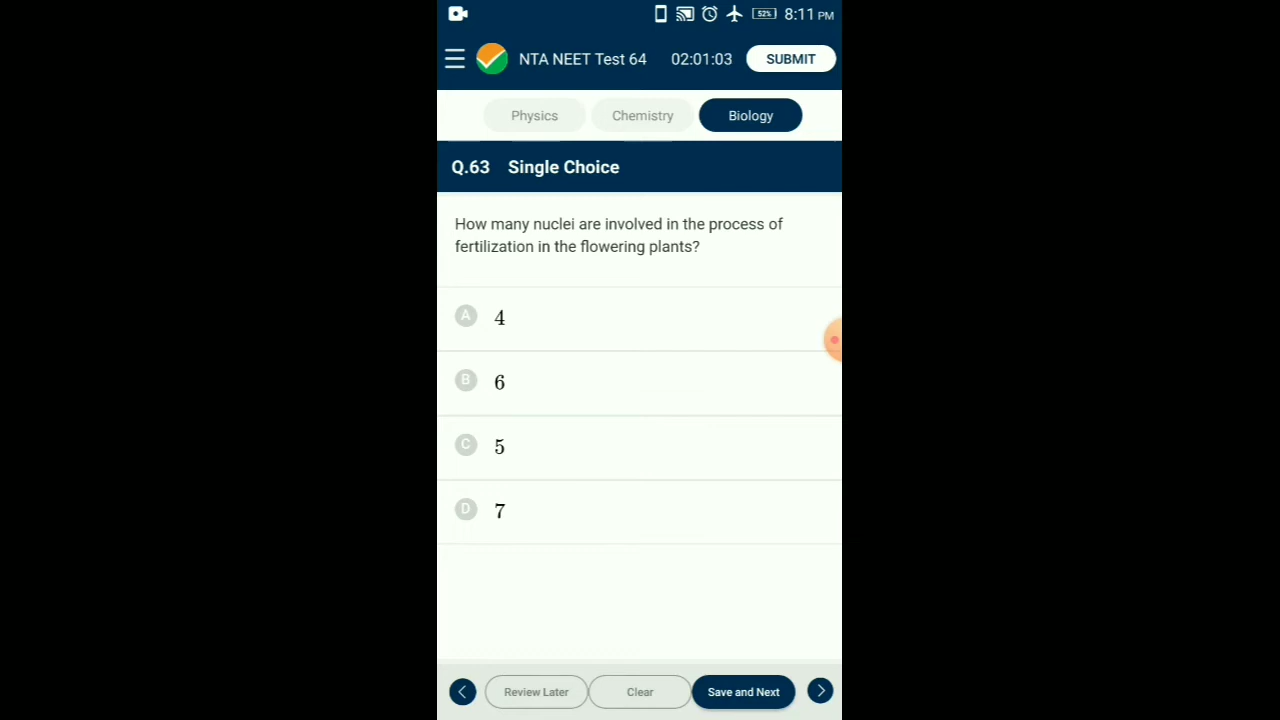 52% 8:11 PM
NTA NEET Test 64 02:01:03 SUBMIT
Physics Chemistry Biology
Q.63 Single Choice
How many nuclei are involved in the process of
fertilization in the flowering plants?
A 4
B 6
C 5
D 7
Review Later Clear Save and Next